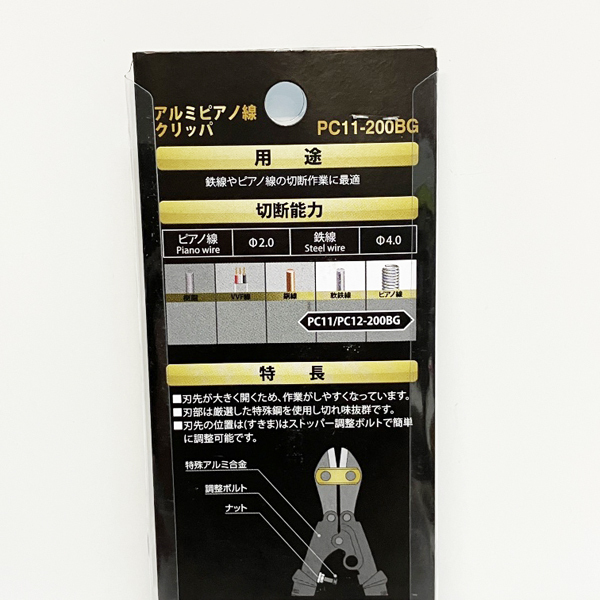 アルミピアノ線
クリッパ
PC11-200BG
用 途
鉄線やピアノ線の切断作業に最適
切断能力
ピアノ線
Piano wire
Φ2.0
鉄線
Steel wire
Φ4.0
樹脂 VVF線 銅線 軟鉄線 ピアノ線
PC11/PC12-200BG
特 長
■刃先が大きく開くため、作業がしやすくなっています。
■刃部は厳選した特殊鋼を使用し切れ味抜群です。
■刃先の位置は(すきま)はストッパー調整ボルトで簡単
に調整可能です。
特殊アルミ合金
調整ボルト
ナット